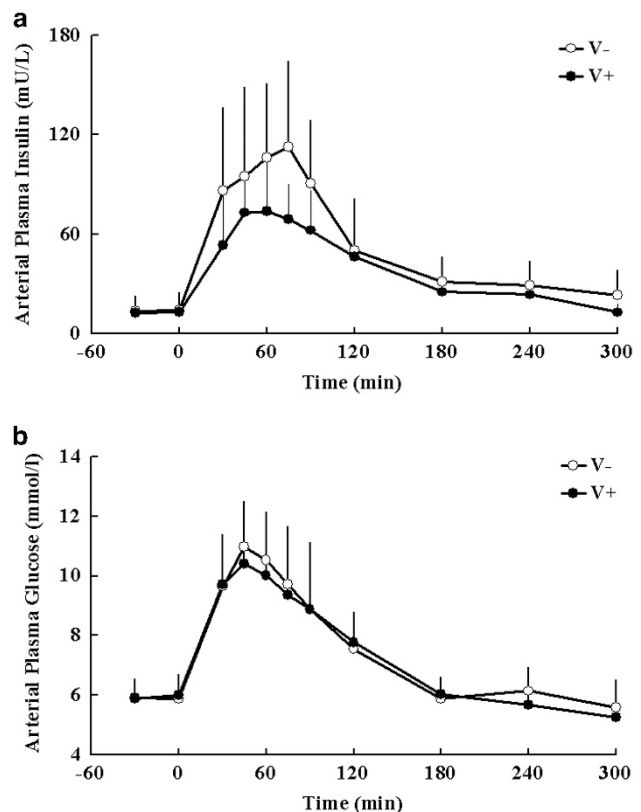 a
Arterial Plasma Insulin (mU/L)
180
120
60
0
V-
V+
-60 0 60 120 180 240 300
Time (min)
b
Arterial Plasma Glucose (mmol/l)
14
12
10
8
6
4
V-
V+
-60 0 60 120 180 240 300
Time (min)